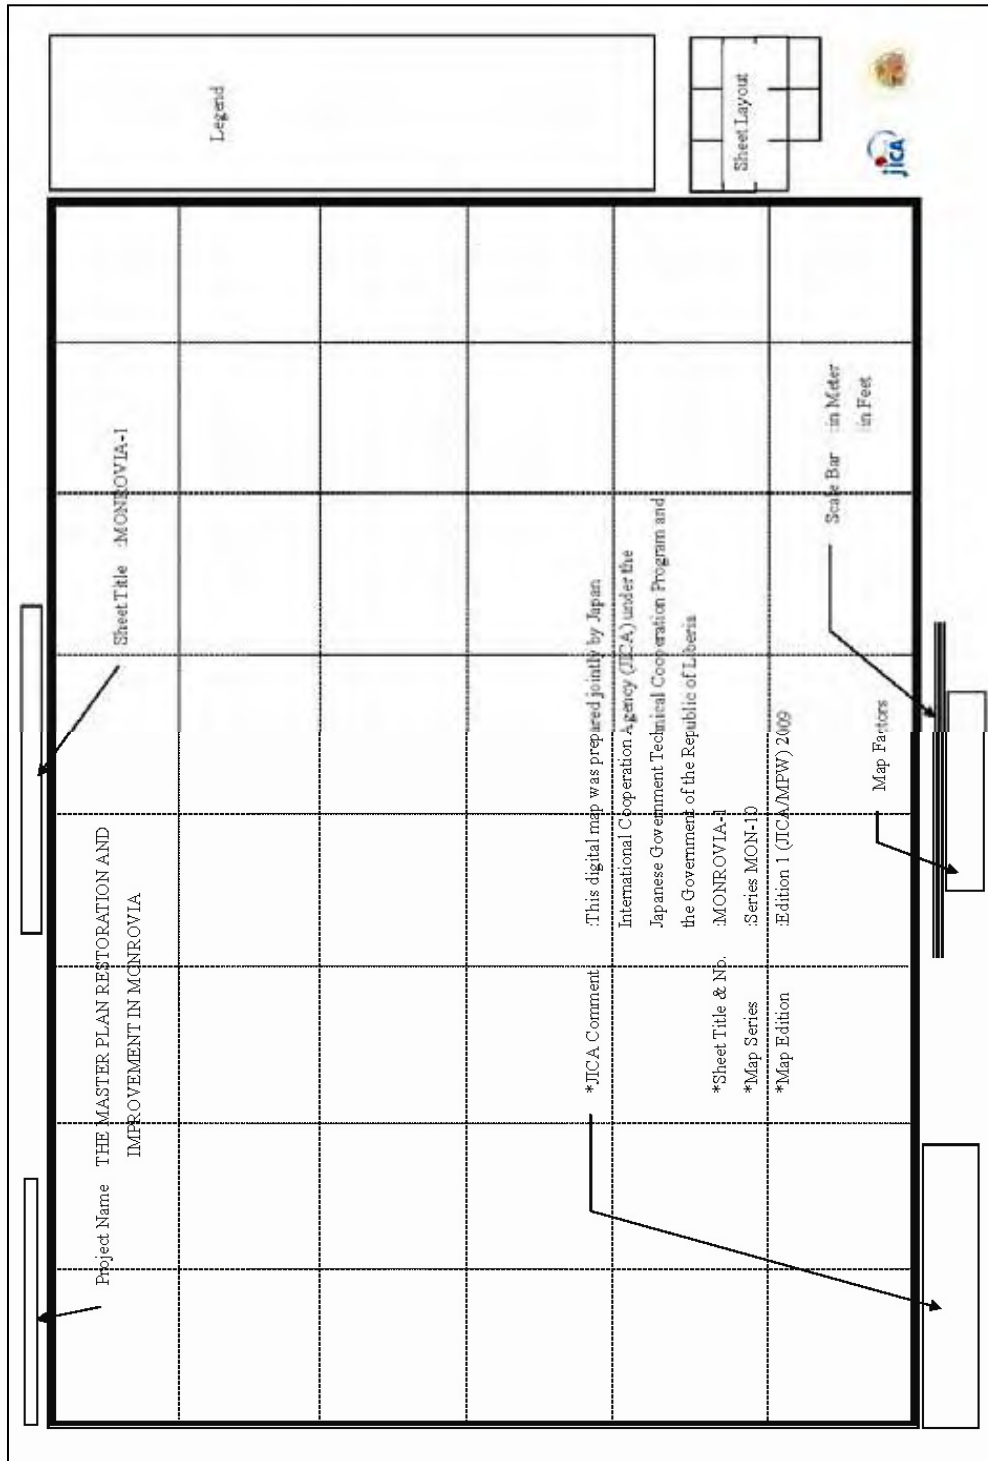 Project Name THE MASTER PLAN RESTORATION AND
IMPROVEMENT IN MONROVIA
Sheet Title :MONROVIA-1
Legend
*JICA Comment :This digital map was prepared jointly by Japan
International Cooperation Agency (JICA) under the
Japanese Government Technical Cooperation Program and
the Government of the Republic of Liberia
*Sheet Title & No. :MONROVIA-1
*Map Series :Series MON-10
*Map Edition :Edition 1 (JICA/MPW) 2009
Sheet Layout
Scale Bar :in Meter
in Feet
Map Factors
jICA